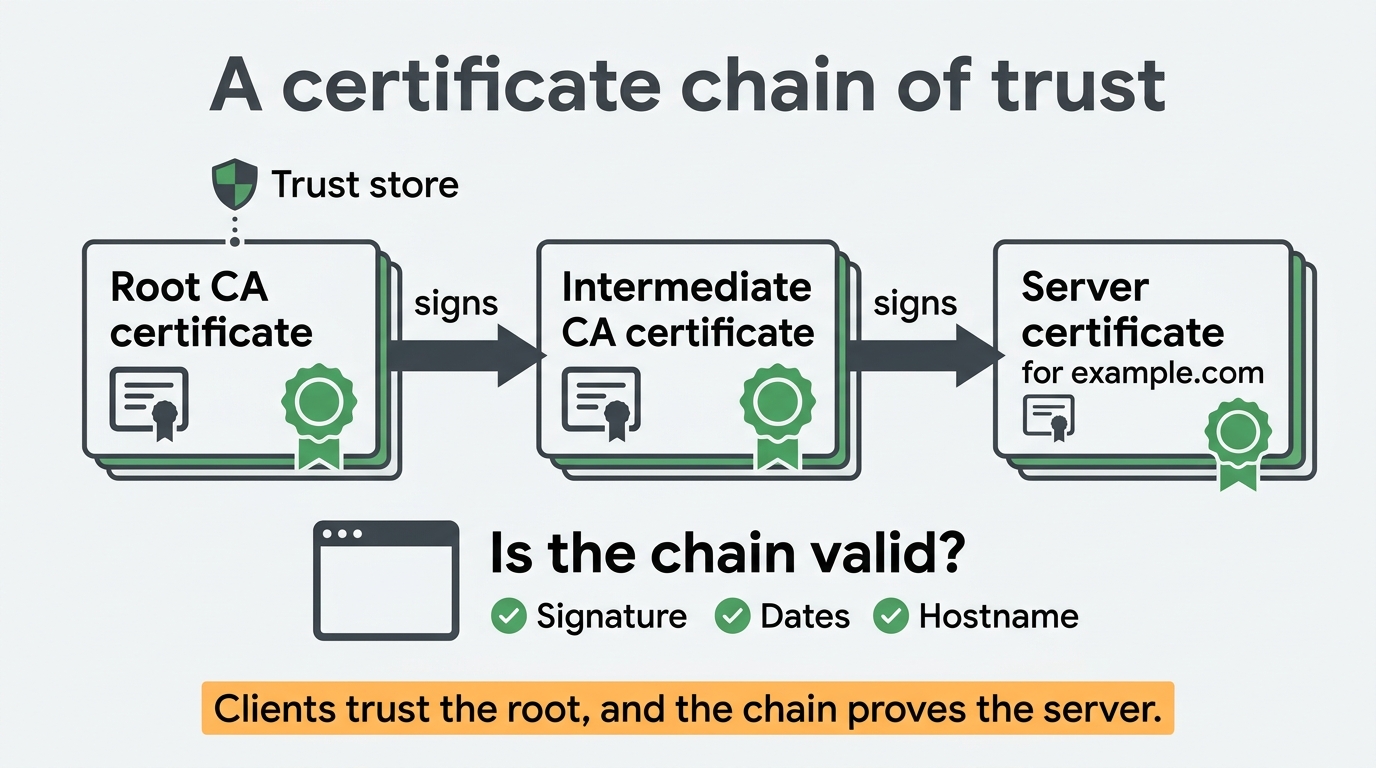 A certificate chain of trust
Trust store
Root CA
certificate
signs
Intermediate
CA certificate
signs
Server
certificate
for example.com
Is the chain valid?
Signature Dates Hostname
Clients trust the root, and the chain proves the server.